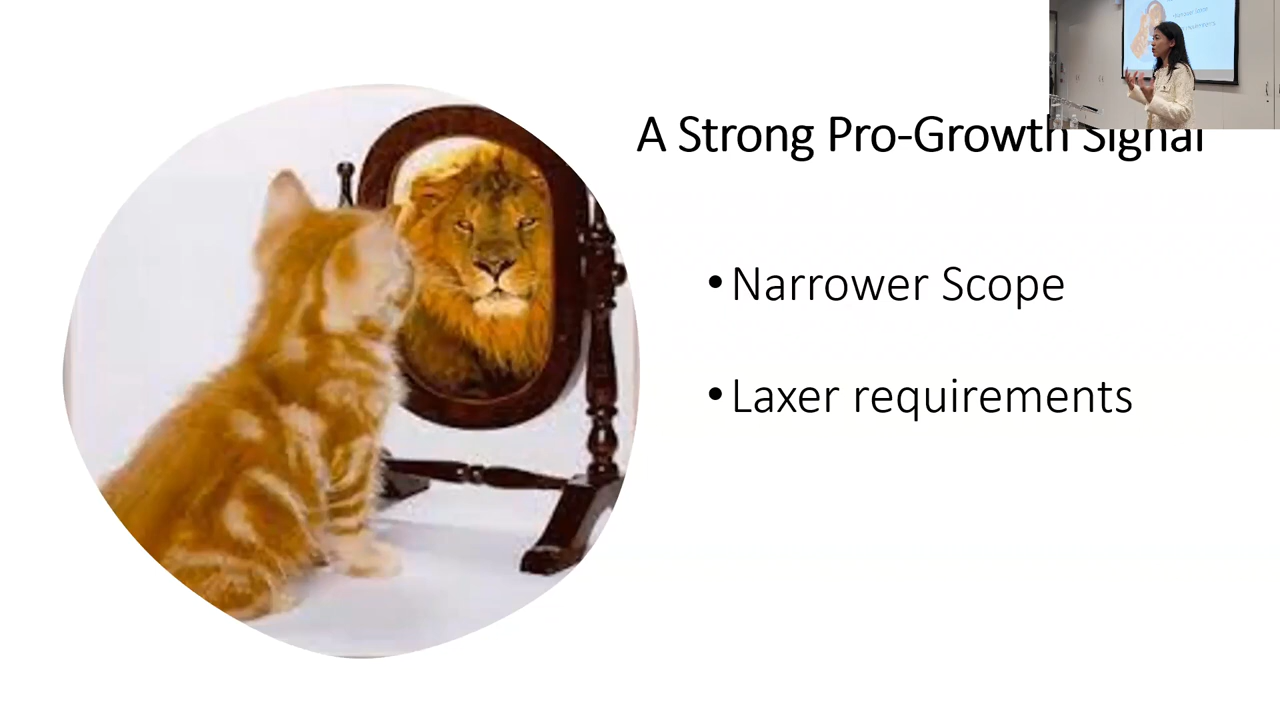 A Strong Pro-Growth Signal
• Narrower Scope
• Laxer requirements